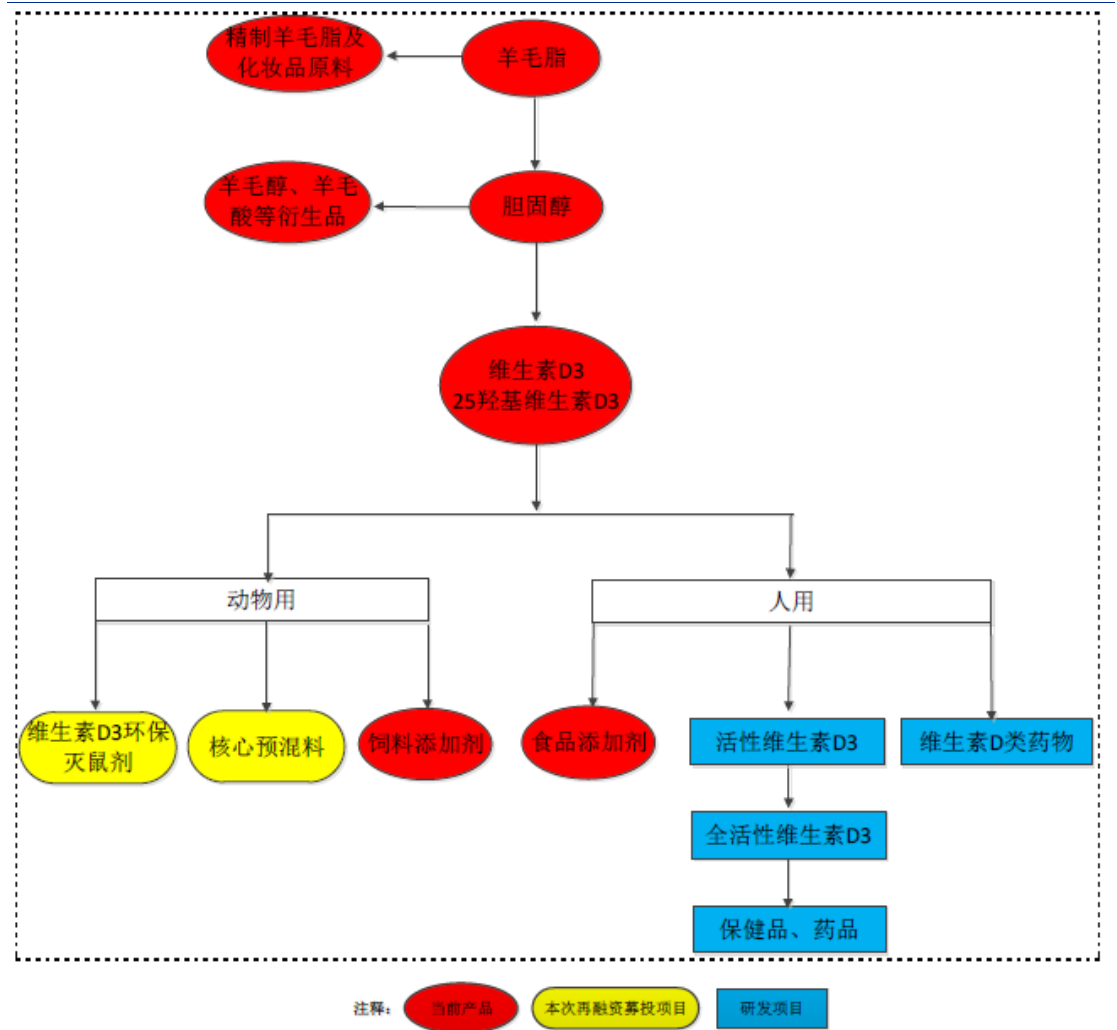 精制羊毛脂及
化妆品原料
羊毛脂
羊毛醇、羊毛
酸等衍生品
胆固醇
维生素D3
25羟基维生素D3
动物用
人用
维生素D3环保
灭鼠剂
核心预混料
饲料添加剂
食品添加剂
活性维生素D3
维生素D类药物
全活性维生素D3
保健品、药品
注释：
当前产品
本次再融资募投项目
研发项目